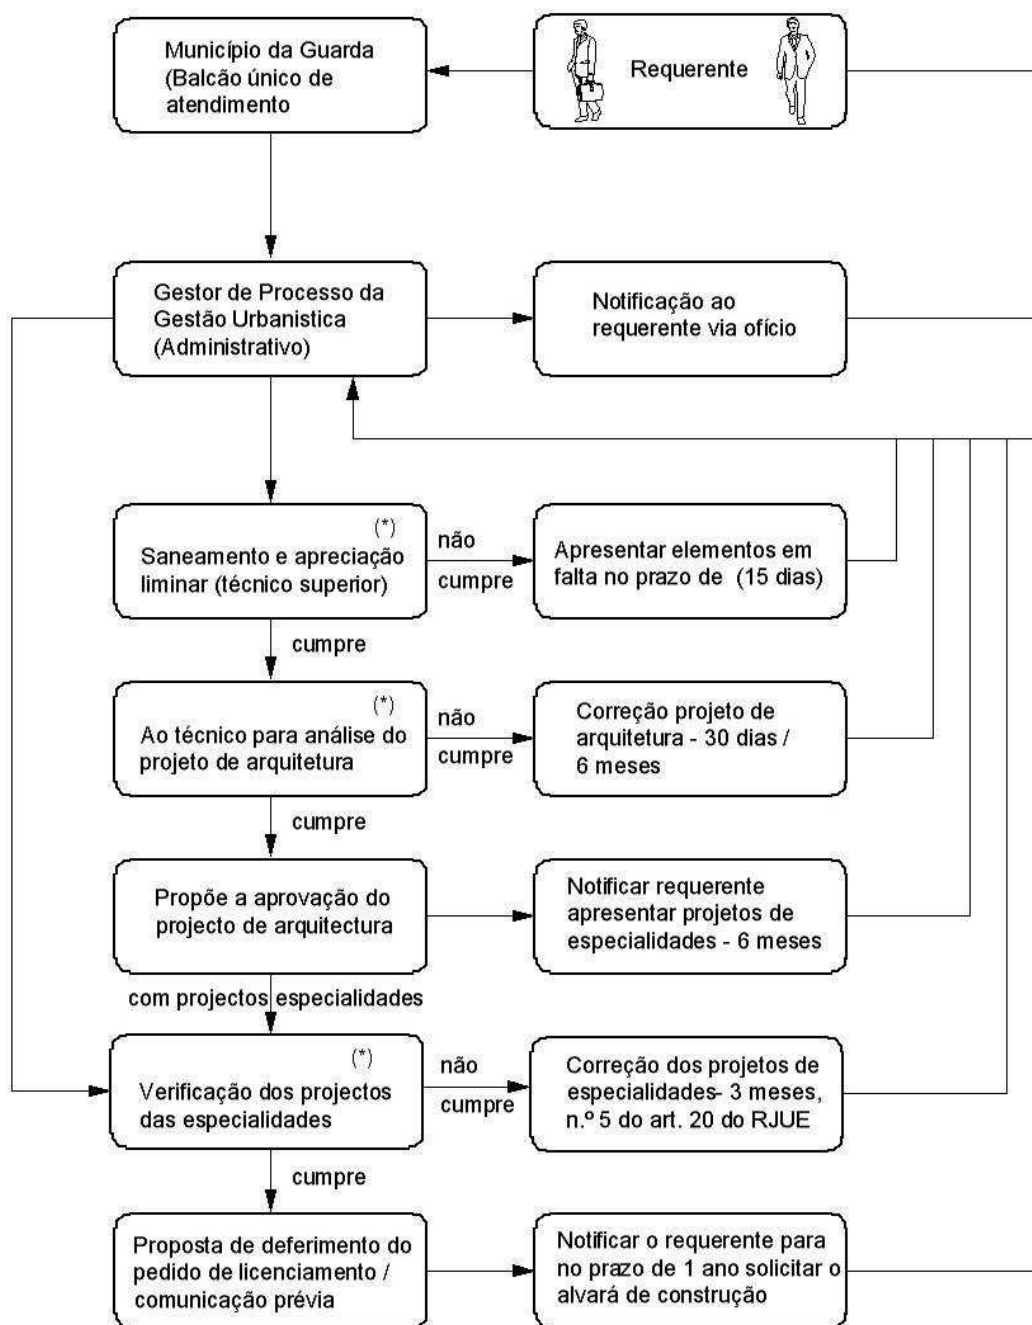 Município da Guarda
(Balcão único de
atendimento
Requerente
Gestor de Processo da
Gestão Urbanistica
(Administrativo)
Notificação ao
requerente via ofício
(*)
Saneamento e apreciação
liminar (técnico superior)
não
cumpre
Apresentar elementos em
falta no prazo de (15 dias)
cumpre
(*)
Ao técnico para análise do
projeto de arquitetura
não
cumpre
Correção projeto de
arquitetura - 30 dias /
6 meses
cumpre
Propõe a aprovação do
projecto de arquitectura
Notificar requerente
apresentar projetos de
especialidades - 6 meses
com projectos especialidades
(*)
Verificação dos projectos
das especialidades
não
cumpre
Correção dos projetos de
especialidades- 3 meses,
n.º 5 do art. 20 do RJUE
cumpre
Proposta de deferimento do
pedido de licenciamento /
comunicação prévia
Notificar o requerente para
no prazo de 1 ano solicitar o
alvará de construção